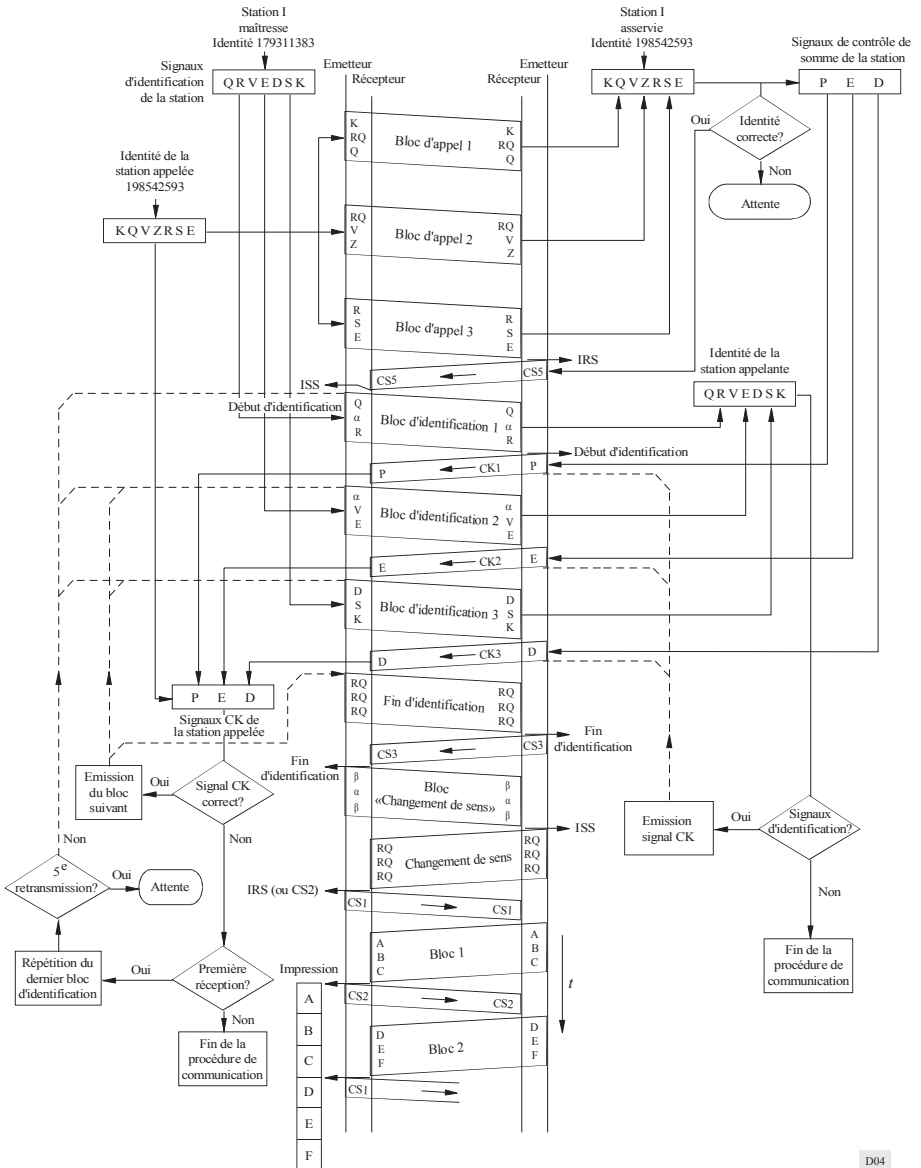 Station I
maîtresse
Identité 179311383
Station I
asservie
Identité 198542593
Signaux de contrôle de
somme de la station
Signaux
d'identification
de la station
Q R V E D S K
Emetteur
Récepteur
Emetteur
Récepteur
K Q V Z R S E
P E D
Oui
Identité
correcte?
Non
Attente
Identité de la
station appelée
198542593
K Q V Z R S E
K
RQ
Q
Bloc d'appel 1
K
RQ
Q
RQ
V
Z
Bloc d'appel 2
RQ
V
Z
R
S
E
Bloc d'appel 3
R
S
E
IRS
CS5
CS5
ISS
Identité de la
station appelante
Q R V E D S K
Début d'identification
Q
α
R
Bloc d'identification 1
Q
α
R
Début d'identification
P
CK1
P
α
V
E
Bloc d'identification 2
α
V
E
E
CK2
E
D
S
K
Bloc d'identification 3
D
S
K
D
CK3
D
P E D
Signaux CK de
la station appelée
RQ
RQ
RQ
Fin d'identification
RQ
RQ
RQ
Fin
d'identification
CS3
CS3
Fin
d'identification
β
α
β
Bloc
«Changement de sens»
β
α
β
ISS
Emission
du bloc
suivant
Oui
Signal CK
correct?
Non
Emission
signal CK
Oui
Signaux
d'identification?
Non
RQ
RQ
RQ
Changement de sens
RQ
RQ
RQ
Non
5e
retransmission?
Oui
Attente
IRS (ou CS2)
CS1
CS1
A
B
C
Bloc 1
A
B
C
t
Répétition du
dernier bloc
d'identification
Oui
Première
réception?
Non
Fin de la
procédure de
communication
Fin de la
procédure de
communication
Impression
CS2
CS2
D
E
F
Bloc 2
D
E
F
CS1
A
B
C
D
E
F
D04